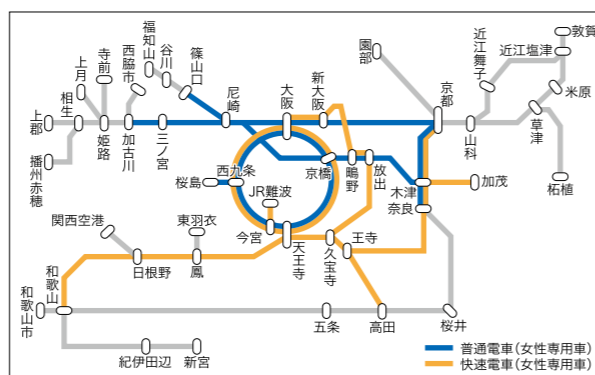 福知山
谷川
篠山口
西脇市
寺前
上月
相生
上郡
播州赤穂
姫路
加古川
三ノ宮
尼崎
大阪
新大阪
園部
京都
山科
近江舞子
近江塩津
敦賀
米原
草津
柘植
西九条
桜島
京橋
鴫野
放出
木津
加茂
奈良
JR難波
今宮
天王寺
久宝寺
王寺
関西空港
東羽衣
日根野
鳳
和歌山
和歌山市
五条
高田
桜井
紀伊田辺
新宮
普通電車(女性専用車)
快速電車(女性専用車)